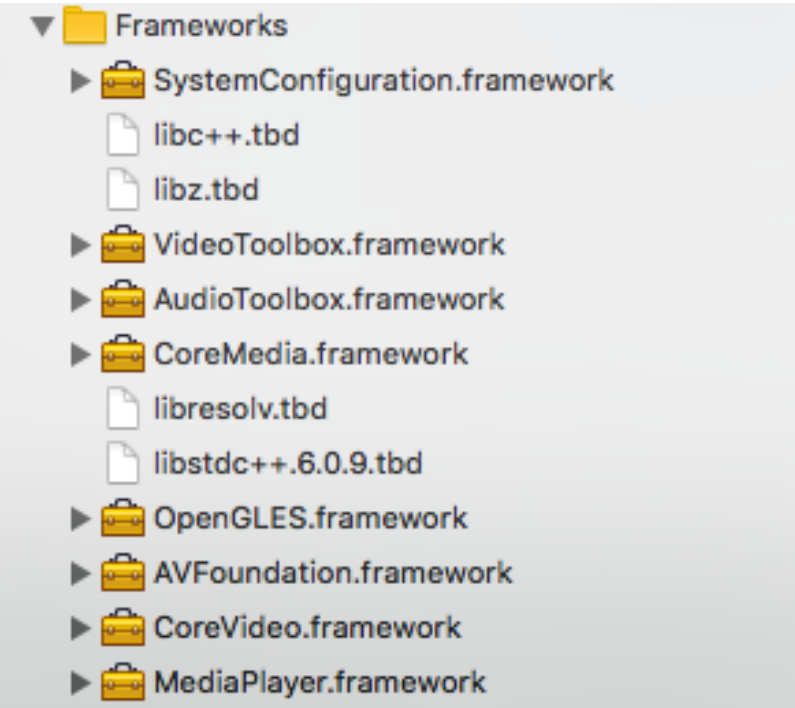 Frameworks
SystemConfiguration.framework
libc++.tbd
libz.tbd
VideoToolbox.framework
AudioToolbox.framework
CoreMedia.framework
libresolv.tbd
libstdc++.6.0.9.tbd
OpenGLES.framework
AVFoundation.framework
CoreVideo.framework
MediaPlayer.framework